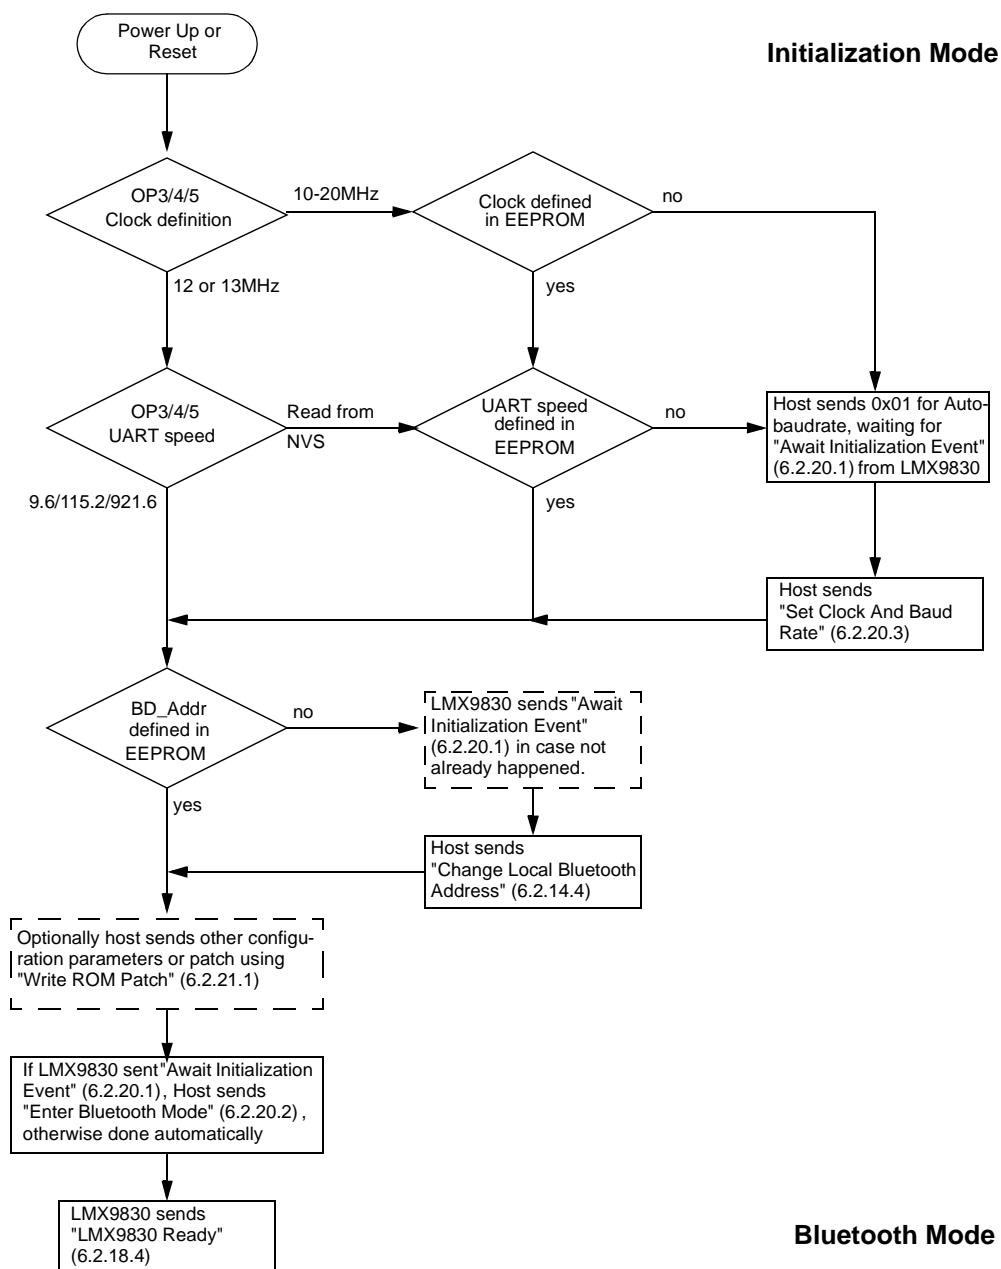 Power Up or
Reset
Initialization Mode
OP3/4/5
Clock definition
10-20MHz
Clock defined
in EEPROM
no
12 or 13MHz
yes
OP3/4/5
UART speed
Read from
NVS
UART speed
defined in
EEPROM
no
Host sends 0x01 for Auto-
baudrate, waiting for
"Await Initialization Event"
(6.2.20.1) from LMX9830
9.6/115.2/921.6
yes
Host sends
"Set Clock And Baud
Rate" (6.2.20.3)
BD_Addr
defined in
EEPROM
no
LMX9830 sends "Await
Initialization Event"
(6.2.20.1) in case not
already happened.
yes
Host sends
"Change Local Bluetooth
Address" (6.2.14.4)
Optionally host sends other configu-
ration parameters or patch using
"Write ROM Patch" (6.2.21.1)
If LMX9830 sent "Await Initialization
Event" (6.2.20.1), Host sends
"Enter Bluetooth Mode" (6.2.20.2) ,
otherwise done automatically
LMX9830 sends
"LMX9830 Ready"
(6.2.18.4)
Bluetooth Mode